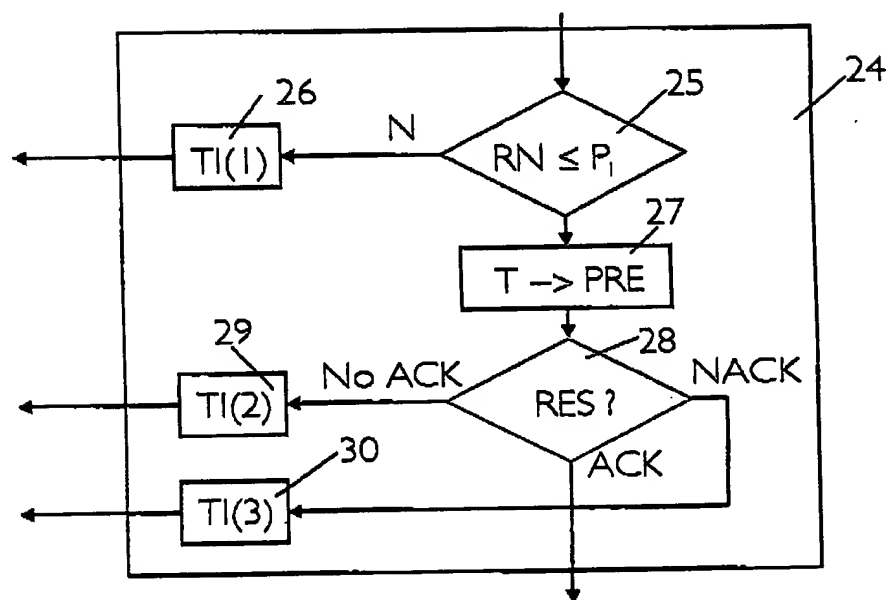 24
25
26
N
TI(1)
RN ≤ P₁
27
T –> PRE
29
28
No ACK
NACK
TI(2)
RES ?
30
ACK
TI(3)